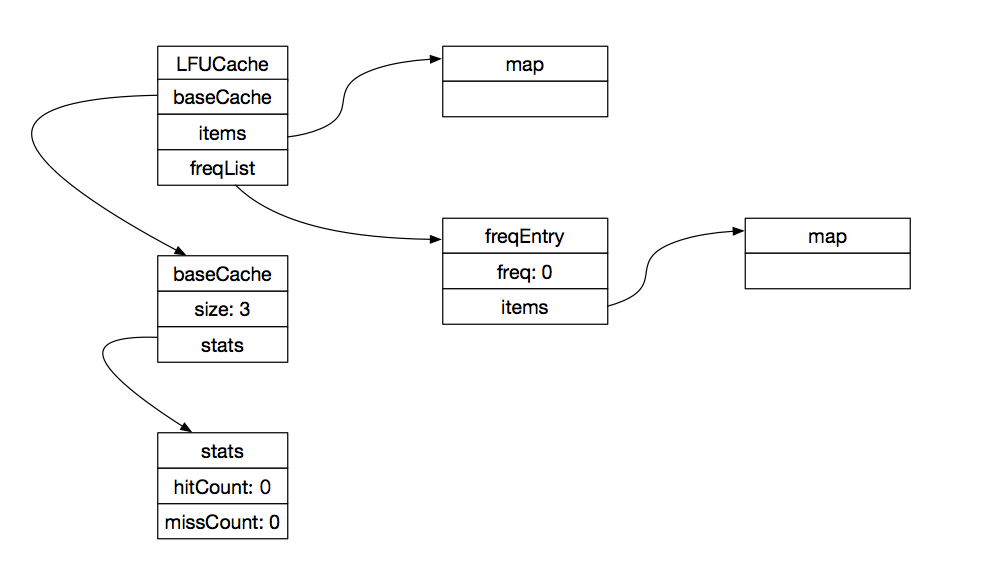 LFUCache
baseCache
items
freqList
map
baseCache
size: 3
stats
freqEntry
freq: 0
items
map
stats
hitCount: 0
missCount: 0